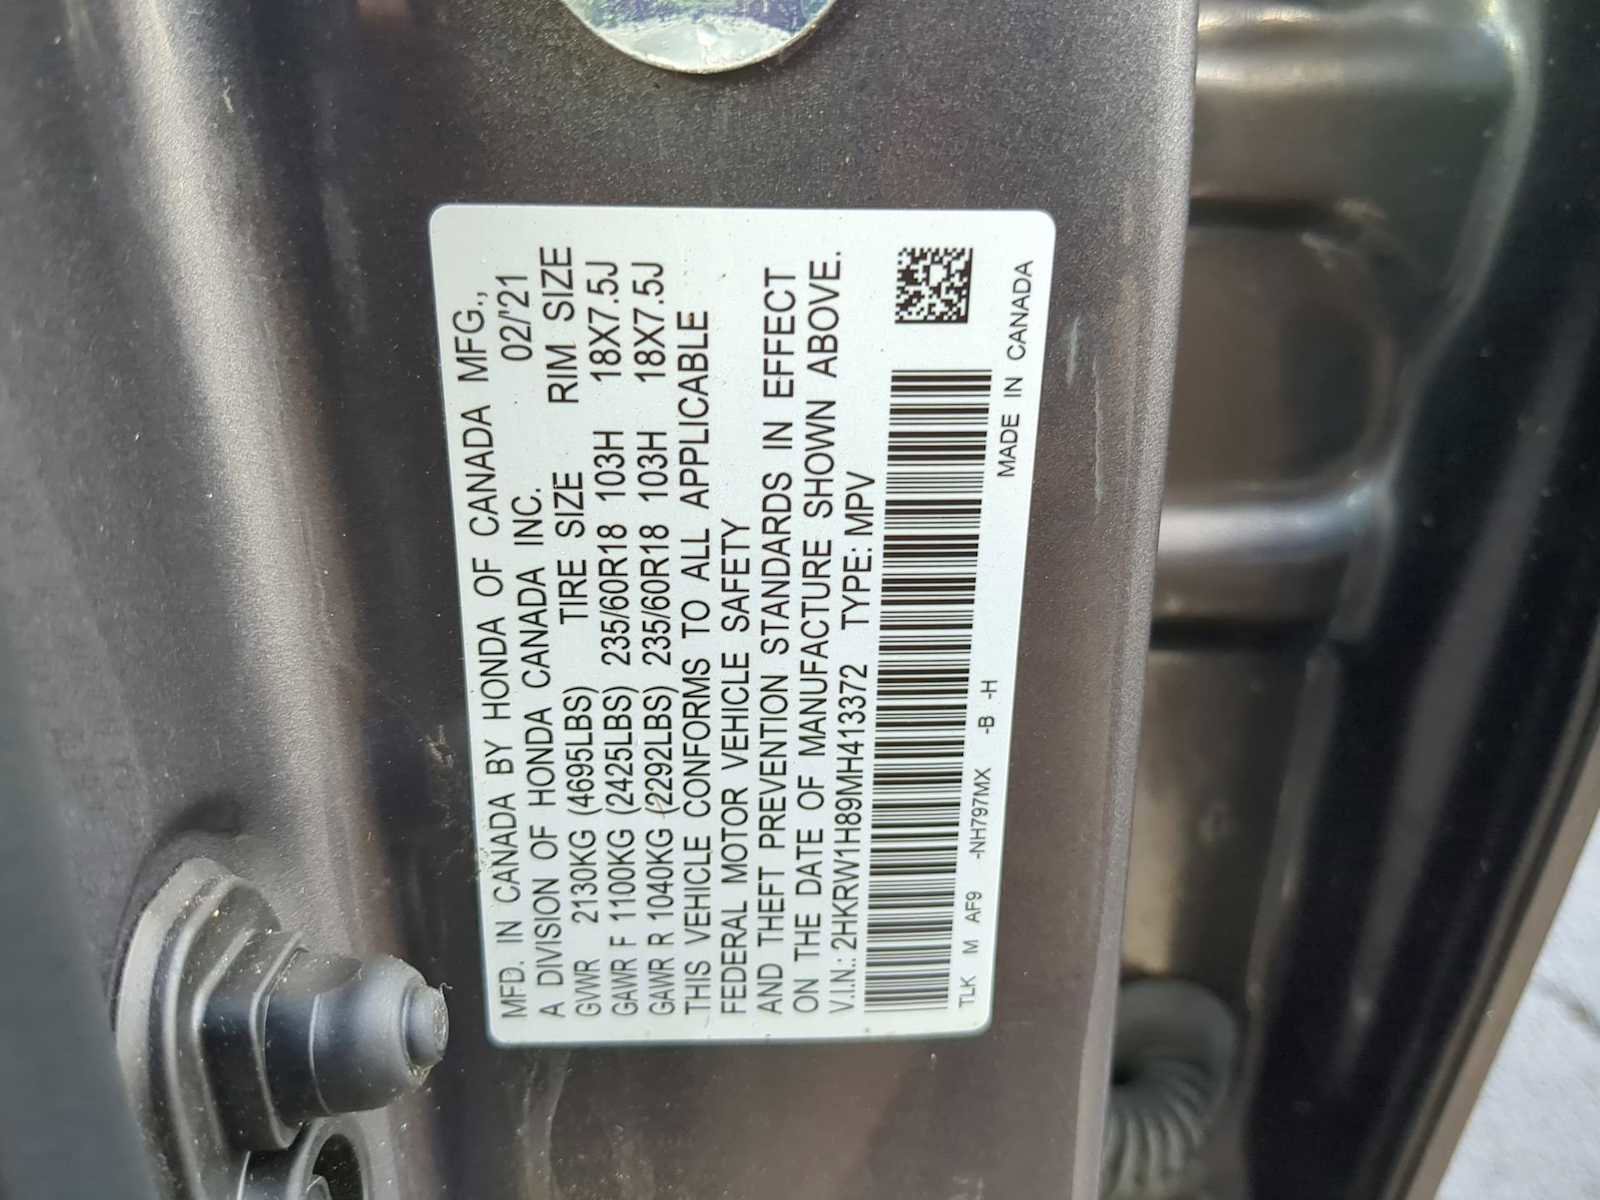 MFD. IN CANADA BY HONDA OF CANADA MFG.,
A DIVISION OF HONDA CANADA INC. 02/'21
GVWR 2130KG (4695LBS) TIRE SIZE RIM SIZE
GAWR F 1100KG (2425LBS) 235/60R18 103H 18X7.5J
GAWR R 1040KG (2292LBS) 235/60R18 103H 18X7.5J
THIS VEHICLE CONFORMS TO ALL APPLICABLE
FEDERAL MOTOR VEHICLE SAFETY
AND THEFT PREVENTION STANDARDS IN EFFECT
ON THE DATE OF MANUFACTURE SHOWN ABOVE.
V.I.N.: 2HKRW1H89MH413372 TYPE: MPV
TLK M AF9 -NH797MX -B -H
MADE IN CANADA